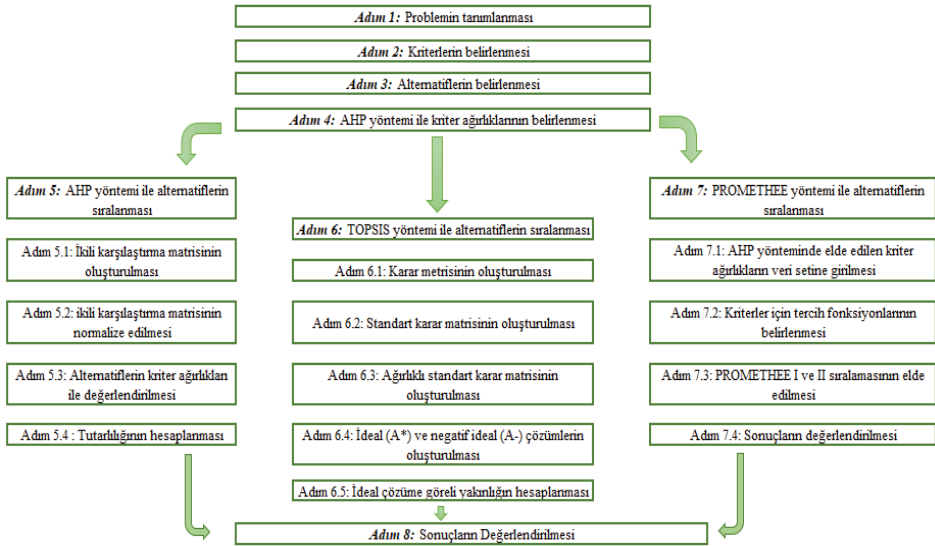 Adım 1: Problemin tanımlanması
Adım 2: Kriterlerin belirlenmesi
Adım 3: Alternatiflerin belirlenmesi
Adım 4: AHP yöntemi ile kriter ağırlıklarının belirlenmesi
Adım 5: AHP yöntemi ile alternatiflerin
sıralanması
Adım 5.1: İkili karşılaştırma matrisinin
oluşturulması
Adım 5.2: ikili karşılaştırma matrisinin
normalize edilmesi
Adım 5.3: Alternatiflerin kriter ağırlıkları
ile değerlendirilmesi
Adım 5.4 : Tutarlılığının hesaplanması
Adım 6: TOPSIS yöntemi ile alternatiflerin sıralanması
Adım 6.1: Karar metrisinin oluşturulması
Adım 6.2: Standart karar matrisinin oluşturulması
Adım 6.3: Ağırlıklı standart karar matrisinin
oluşturulması
Adım 6.4: İdeal (A*) ve negatif ideal (A-) çözümlerin
oluşturulması
Adım 6.5: İdeal çözüme göreli yakınlığın hesaplanması
Adım 7: PROMETHEE yöntemi ile alternatiflerin
sıralanması
Adım 7.1: AHP yönteminde elde edilen kriter
ağırlıkların veri setine girilmesi
Adım 7.2: Kriterler için tercih fonksiyonlarının
belirlenmesi
Adım 7.3: PROMETHEE I ve II sıralamasının elde
edilmesi
Adım 7.4: Sonuçların değerlendirilmesi
Adım 8: Sonuçların Değerlendirilmesi